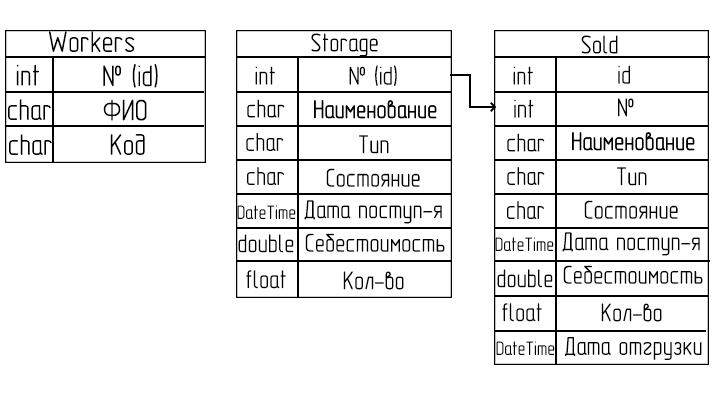 Workers
int № (id)
char ФИО
char Код
Storage
int № (id)
char Наименование
char Тип
char Состояние
DateTime Дата поступ-я
double Себестоимость
float Кол-во
Sold
int id
int №
char Наименование
char Тип
char Состояние
DateTime Дата поступ-я
double Себестоимость
float Кол-во
DateTime Дата отгрузки